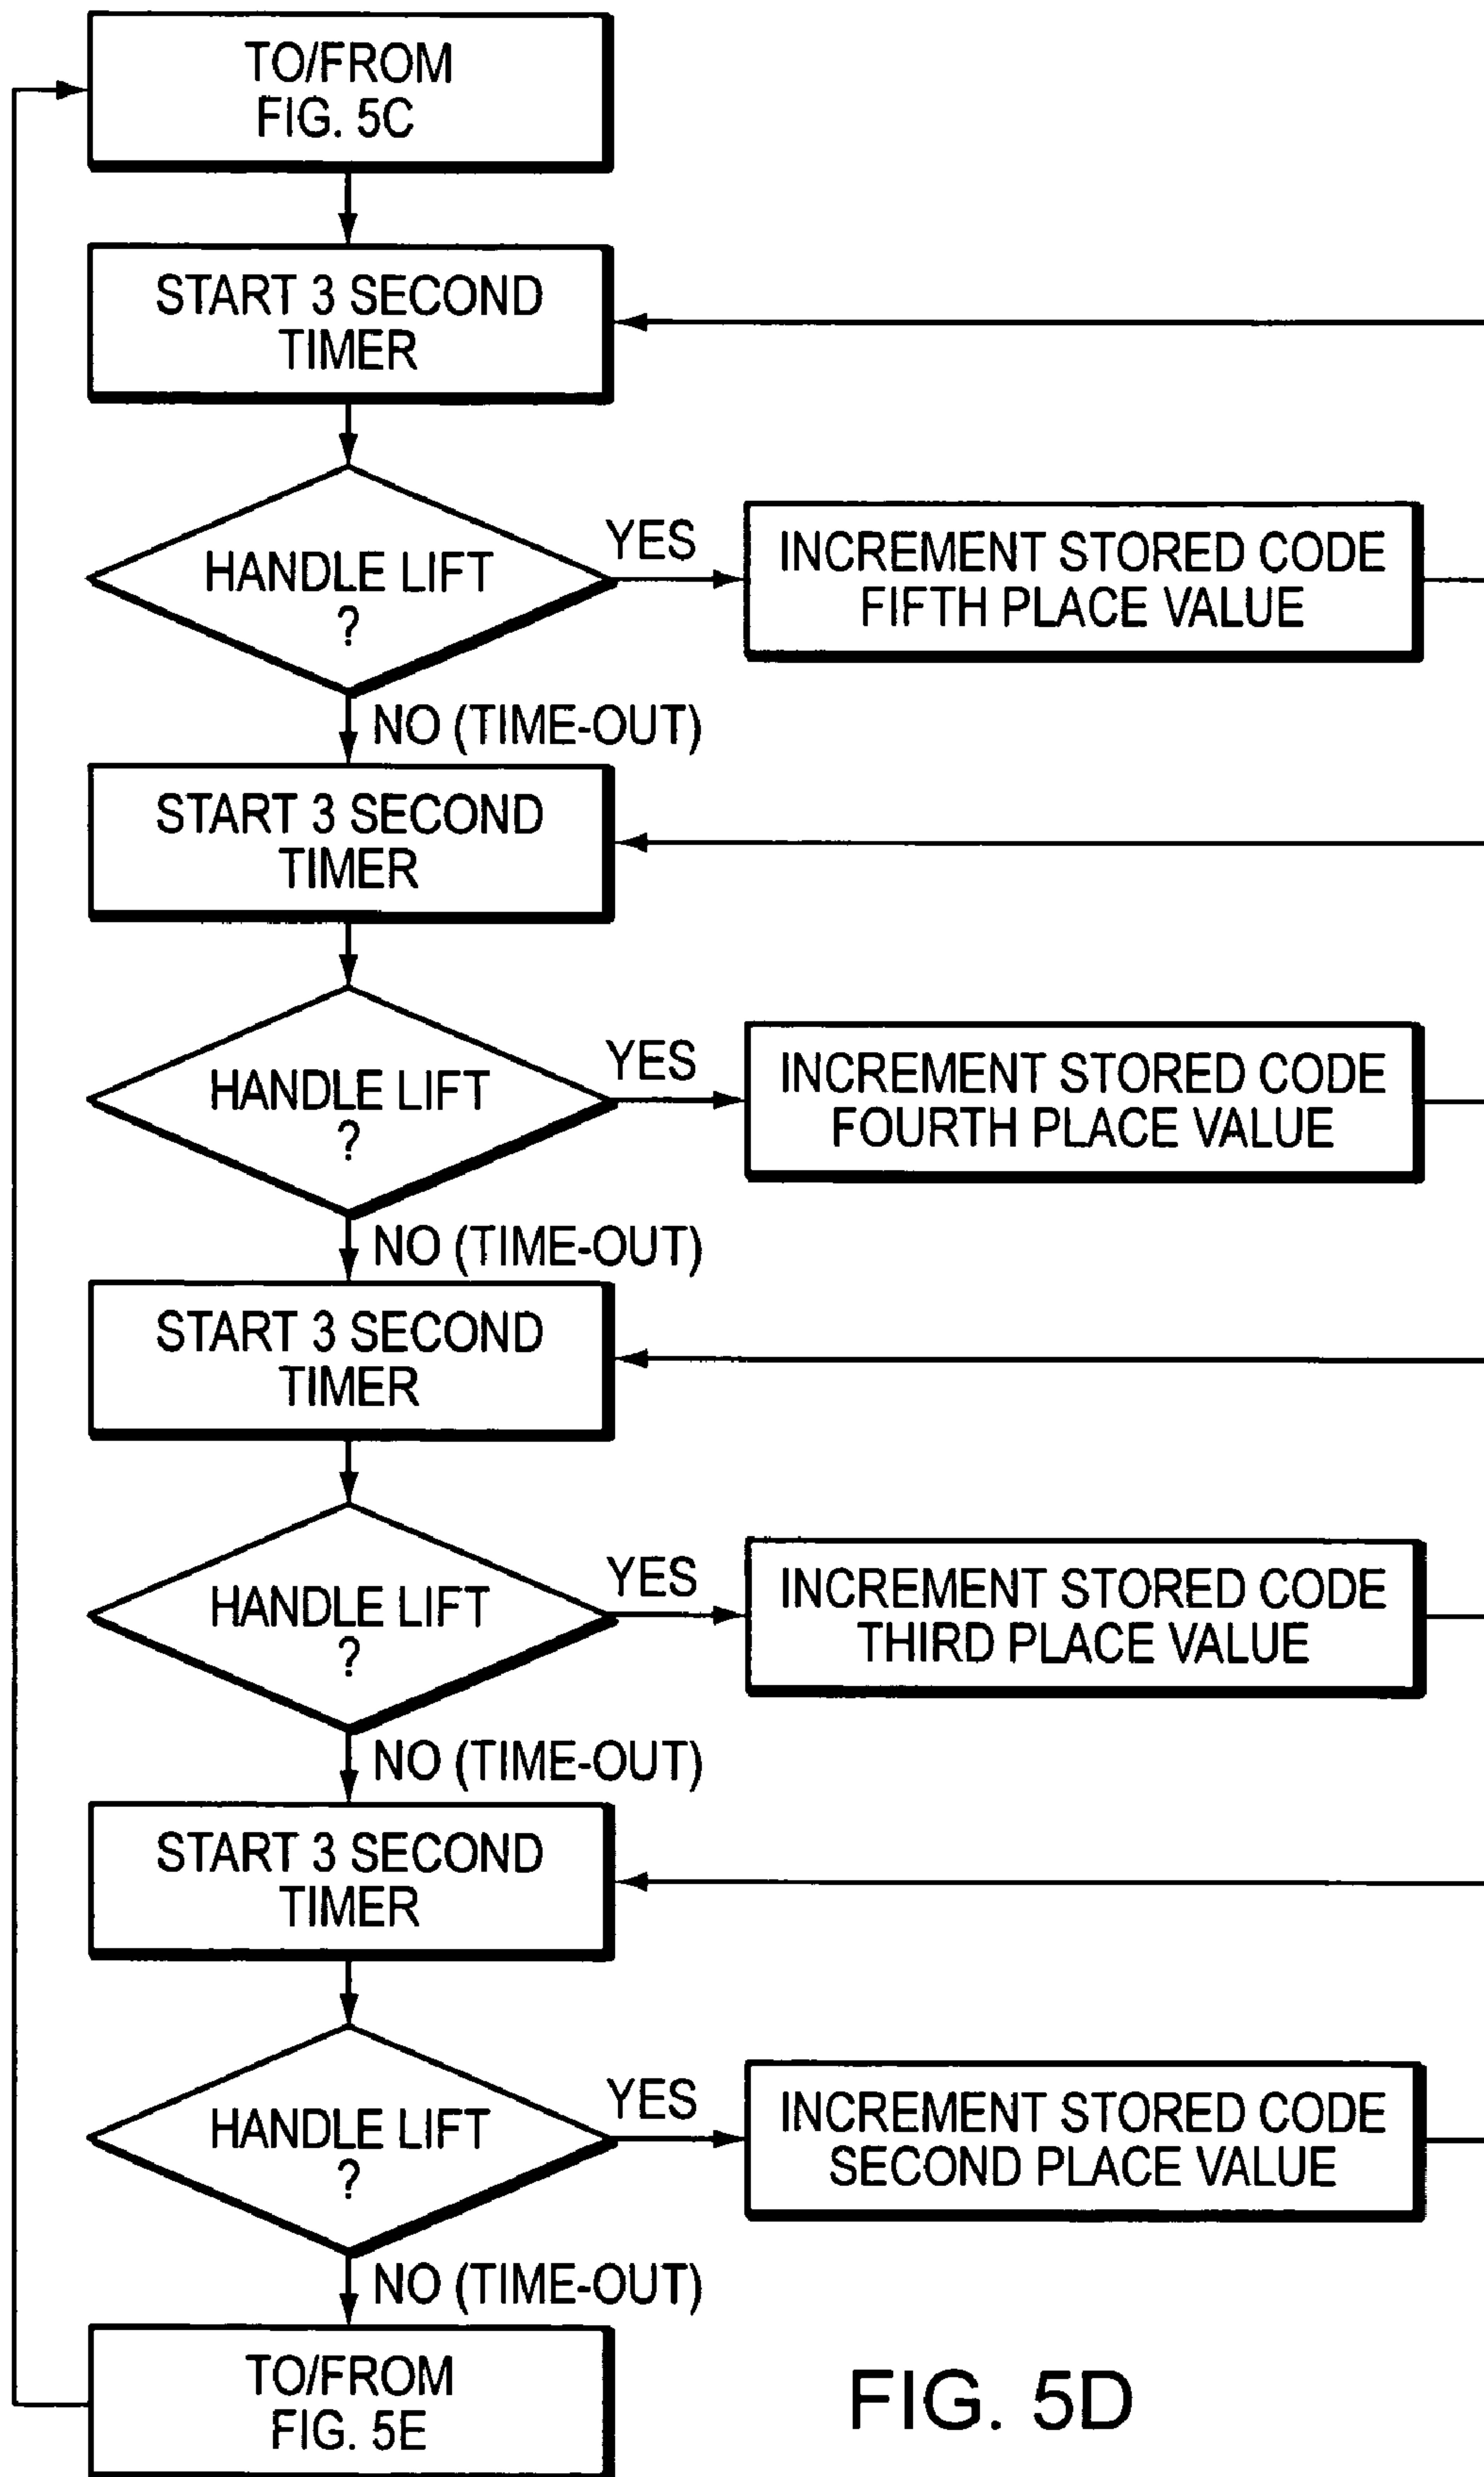 TO/FROM
FIG. 5C
START 3 SECOND
TIMER
HANDLE LIFT
?
YES
INCREMENT STORED CODE
FIFTH PLACE VALUE
NO (TIME-OUT)
START 3 SECOND
TIMER
HANDLE LIFT
?
YES
INCREMENT STORED CODE
FOURTH PLACE VALUE
NO (TIME-OUT)
START 3 SECOND
TIMER
HANDLE LIFT
?
YES
INCREMENT STORED CODE
THIRD PLACE VALUE
NO (TIME-OUT)
START 3 SECOND
TIMER
HANDLE LIFT
?
YES
INCREMENT STORED CODE
SECOND PLACE VALUE
NO (TIME-OUT)
TO/FROM
FIG. 5E
FIG. 5D